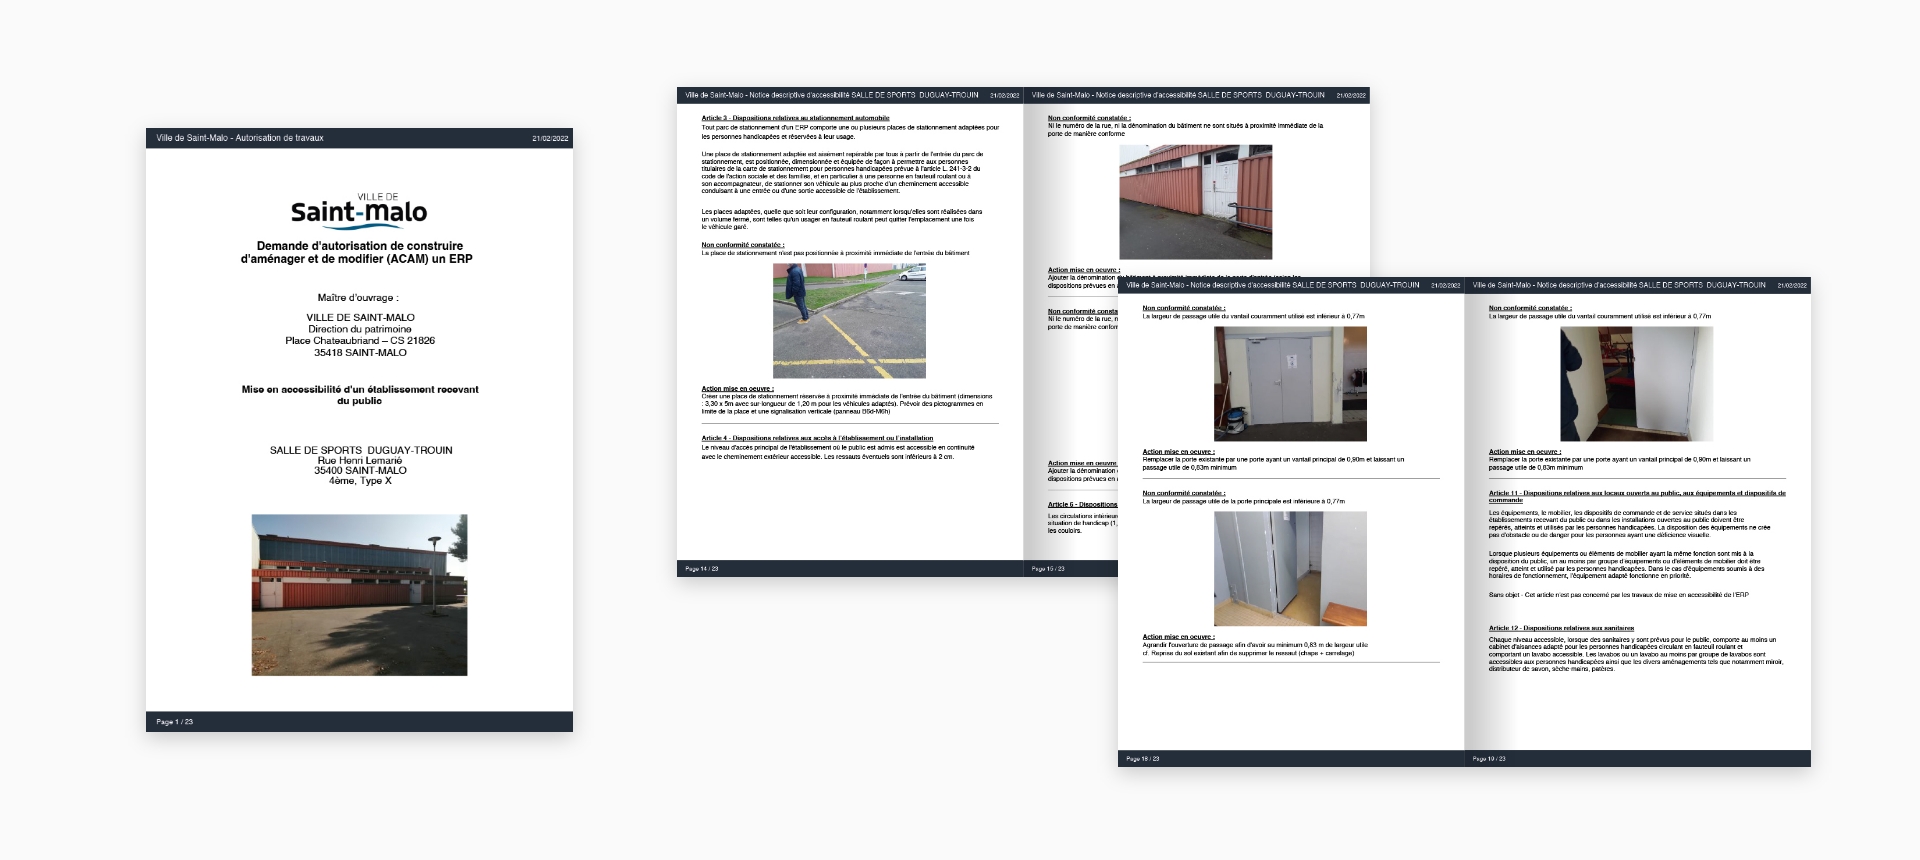 Ville de Saint-Malo - Autorisation de travaux
21/02/2022
VILLE DE
Saint-malo
Demande d'autorisation de construire
d'aménager et de modifier (ACAM) un ERP
Maître d'ouvrage :
VILLE DE SAINT-MALO
Direction du patrimoine
Place Chateaubriand – CS 21826
35418 SAINT-MALO
Mise en accessibilité d'un établissement recevant
du public
SALLE DE SPORTS DUGUAY-TROUIN
Rue Henri Lemarié
35400 SAINT-MALO
4ème, Type X
Page 1 / 23
Ville de Saint-Malo - Notice descriptive d'accessibilité SALLE DE SPORTS DUGUAY-TROUIN
21/02/2022
Article 3 - Dispositions relatives au stationnement automobile
Tout parc de stationnement d'un ERP comporte une ou plusieurs places de stationnement adaptées pour
les personnes handicapées et réservées à leur usage.
Une place de stationnement adaptée est aisément repérable par tous à partir de l'entrée du parc de
stationnement, est positionnée, dimensionnée et équipée de façon à permettre aux personnes
titulaires de la carte de stationnement pour personnes handicapées prévue à l'article L. 241-3-2 du
code de l'action sociale et des familles, et en particulier à une personne en fauteuil roulant ou à
son accompagnateur, de stationner son véhicule au plus proche d'un cheminement accessible
conduisant à une entrée ou d'une sortie accessible de l'établissement.
Les places adaptées, quelle que soit leur configuration, notamment lorsqu'elles sont réalisées dans
un volume fermé, sont telles qu'un usager en fauteuil roulant peut quitter l'emplacement une fois
le véhicule garé.
Non conformité constatée :
La place de stationnement n'est pas positionnée à proximité immédiate de l'entrée du bâtiment
Action mise en oeuvre :
Créer une place de stationnement réservée à proximité immédiate de l'entrée du bâtiment (dimensions
: 3,30 x 5m avec sur-longueur de 1,20 m pour les véhicules adaptés). Prévoir des pictogrammes en
limite de la place et une signalisation verticale (panneau B6d-M6h)
Article 4 - Dispositions relatives aux accès à l'établissement ou l'installation
Le niveau d'accès principal de l'établissement où le public est admis est accessible en continuité
avec le cheminement extérieur accessible. Les ressauts éventuels sont inférieurs à 2 cm.
Page 14 / 23
Ville de Saint-Malo - Notice descriptive d'accessibilité SALLE DE SPORTS DUGUAY-TROUIN
21/02/2022
Non conformité constatée :
Ni le numéro de la rue, ni la dénomination du bâtiment ne sont situés à proximité immédiate de la
porte de manière conforme
Action mise en oeuvre :
Ajouter la dénomination du bâtiment à proximité immédiate de la porte d'entrée (selon les
dispositions prévues en
Non conformité consta
Ni le numéro de la rue, n
porte de manière confor
Action mise en oeuvre
Ajouter la dénomination
dispositions prévues en
Article 6 - Dispositions
Les circulations intérieur
situation de handicap (1,
les couloirs.
Page 15 / 23
Ville de Saint-Malo - Notice descriptive d'accessibilité SALLE DE SPORTS DUGUAY-TROUIN
21/02/2022
Non conformité constatée :
La largeur de passage utile du vantail couramment utilisé est inférieur à 0,77m
Action mise en oeuvre :
Remplacer la porte existante par une porte ayant un vantail principal de 0,90m et laissant un
passage utile de 0,83m minimum
Non conformité constatée :
La largeur de passage utile de la porte principale est inférieure à 0,77m
Action mise en oeuvre :
Agrandir l'ouverture de passage afin d'avoir au minimum 0,83 m de largeur utile
cf. Reprise du sol existant afin de supprimer le ressaut (chape + carrelage)
Page 18 / 23
Ville de Saint-Malo - Notice descriptive d'accessibilité SALLE DE SPORTS DUGUAY-TROUIN
21/02/2022
Non conformité constatée :
La largeur de passage utile du vantail couramment utilisé est inférieur à 0,77m
Action mise en oeuvre :
Remplacer la porte existante par une porte ayant un vantail principal de 0,90m et laissant un
passage utile de 0,83m minimum
Article 11 - Dispositions relatives aux locaux ouverts au public, aux équipements et dispositifs de
commande
Les équipements, le mobilier, les dispositifs de commande et de service situés dans les
établissements recevant du public ou dans les installations ouvertes au public doivent être
repérés, atteints et utilisés par les personnes handicapées. La disposition des équipements ne crée
pas d'obstacle ou de danger pour les personnes ayant une déficience visuelle.
Lorsque plusieurs équipements ou éléments de mobilier ayant la même fonction sont mis à la
disposition du public, un au moins par groupe d'équipements ou d'éléments de mobilier doit être
repéré, atteint et utilisé par les personnes handicapées. Dans le cas d'équipements soumis à des
horaires de fonctionnement, l'équipement adapté fonctionne en priorité.
Sans objet - Cet article n'est pas concerné par les travaux de mise en accessibilité de l'ERP
Article 12 - Dispositions relatives aux sanitaires
Chaque niveau accessible, lorsque des sanitaires y sont prévus pour le public, comporte au moins un
cabinet d'aisances adapté pour les personnes handicapées circulant en fauteuil roulant et
comportant un lavabo accessible. Les lavabos ou un lavabo au moins par groupe de lavabos sont
accessibles aux personnes handicapées ainsi que les divers aménagements tels que notamment miroir,
distributeur de savon, sèche mains, patères.
Page 19 / 23